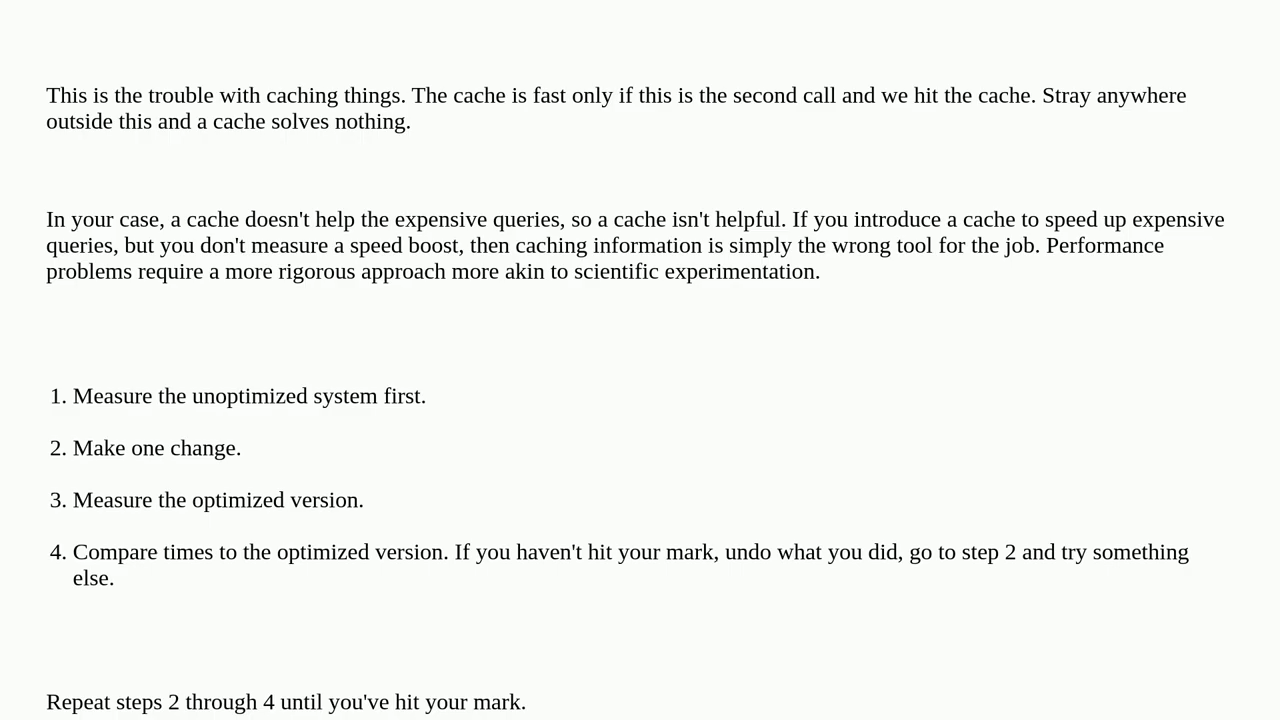 This is the trouble with caching things. The cache is fast only if this is the second call and we hit the cache. Stray anywhere
outside this and a cache solves nothing.
In your case, a cache doesn't help the expensive queries, so a cache isn't helpful. If you introduce a cache to speed up expensive
queries, but you don't measure a speed boost, then caching information is simply the wrong tool for the job. Performance
problems require a more rigorous approach more akin to scientific experimentation.
1. Measure the unoptimized system first.
2. Make one change.
3. Measure the optimized version.
4. Compare times to the optimized version. If you haven't hit your mark, undo what you did, go to step 2 and try something
else.
Repeat steps 2 through 4 until you've hit your mark.